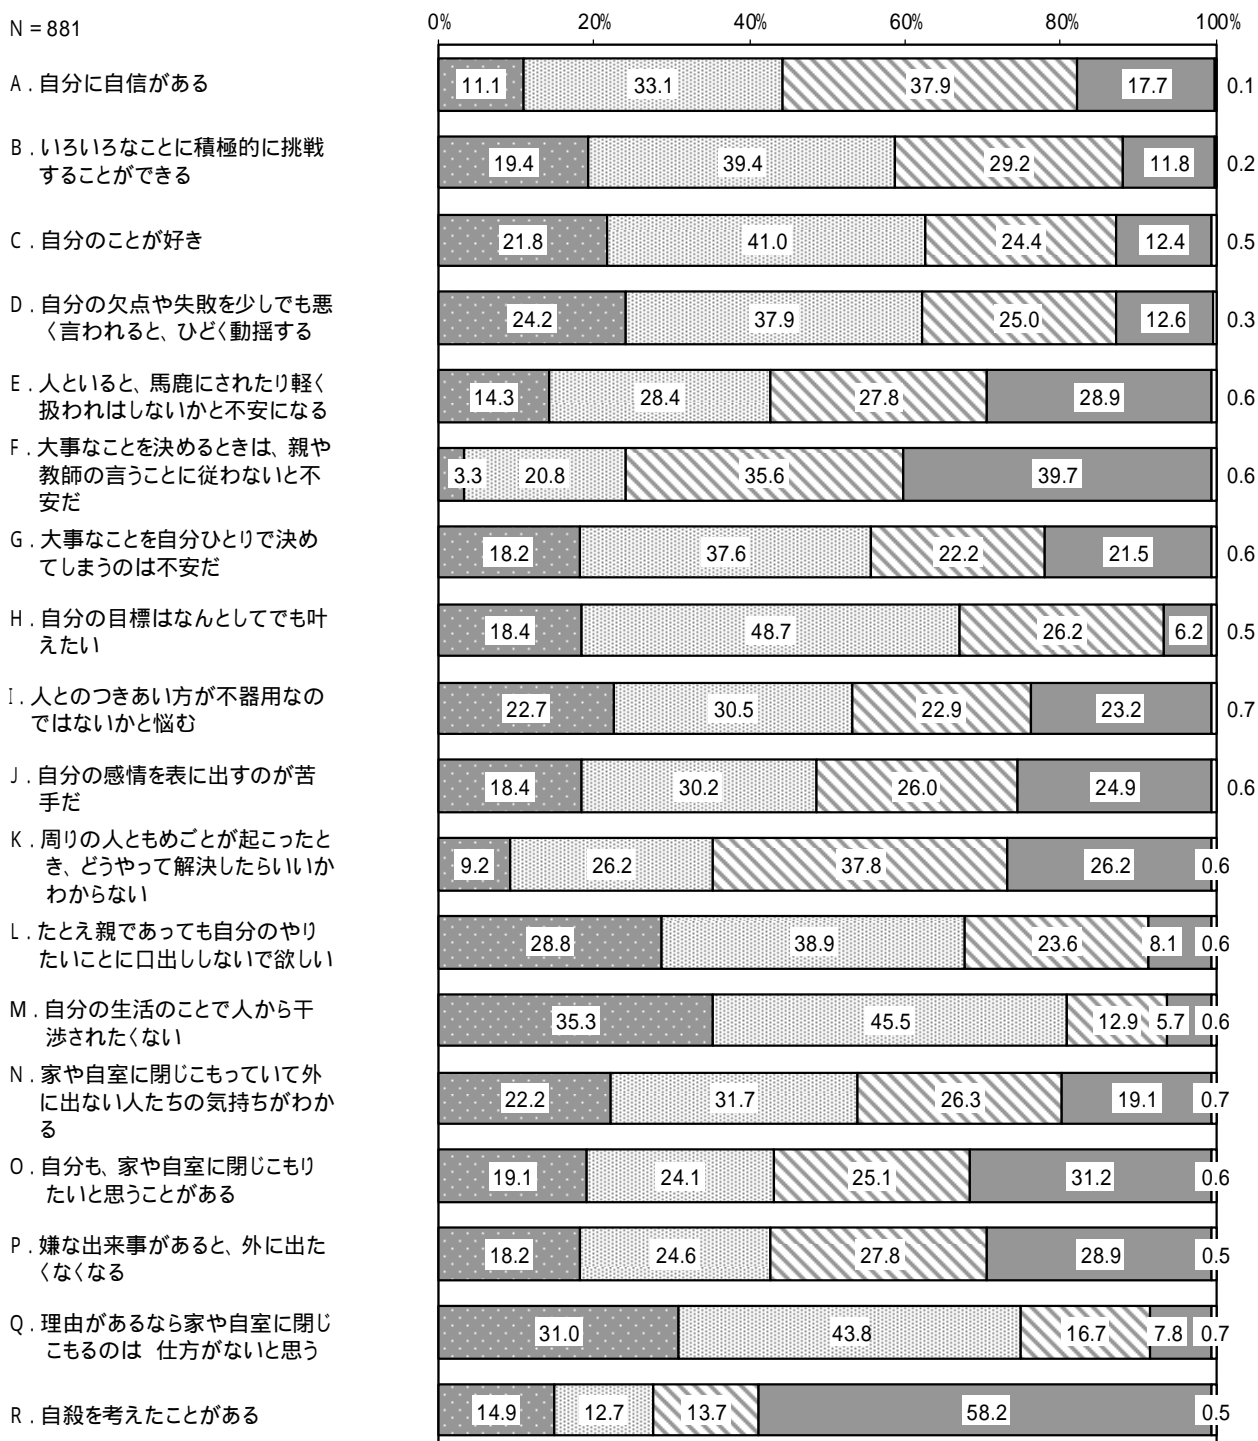 N = 881
0% 20% 40% 60% 80% 100%
A．自分に自信がある
11.1 33.1 37.9 17.7 0.1
B．いろいろなことに積極的に挑戦
することができる
19.4 39.4 29.2 11.8 0.2
C．自分のことが好き
21.8 41.0 24.4 12.4 0.5
D．自分の欠点や失敗を少しでも悪
く言われると、ひどく動揺する
24.2 37.9 25.0 12.6 0.3
E．人といると、馬鹿にされたり軽く
扱われはしないかと不安になる
14.3 28.4 27.8 28.9 0.6
F．大事なことを決めるときは、親や
教師の言うことに従わないと不
安だ
3.3 20.8 35.6 39.7 0.6
G．大事なことを自分ひとりで決め
てしまうのは不安だ
18.2 37.6 22.2 21.5 0.6
H．自分の目標はなんとしてでも叶
えたい
18.4 48.7 26.2 6.2 0.5
I．人とのつきあい方が不器用なの
ではないかと悩む
22.7 30.5 22.9 23.2 0.7
J．自分の感情を表に出すのが苦
手だ
18.4 30.2 26.0 24.9 0.6
K．周りの人ともめごとが起こったと
き、どうやって解決したらいいか
わからない
9.2 26.2 37.8 26.2 0.6
L．たとえ親であっても自分のやり
たいことに口出ししないで欲しい
28.8 38.9 23.6 8.1 0.6
M．自分の生活のことで人から干
渉されたくない
35.3 45.5 12.9 5.7 0.6
N．家や自室に閉じこもっていて外
に出ない人たちの気持ちがわか
る
22.2 31.7 26.3 19.1 0.7
O．自分も、家や自室に閉じこもり
たいと思うことがある
19.1 24.1 25.1 31.2 0.6
P．嫌な出来事があると、外に出た
くなくなる
18.2 24.6 27.8 28.9 0.5
Q．理由があるなら家や自室に閉じ
こもるのは 仕方がないと思う
31.0 43.8 16.7 7.8 0.7
R．自殺を考えたことがある
14.9 12.7 13.7 58.2 0.5